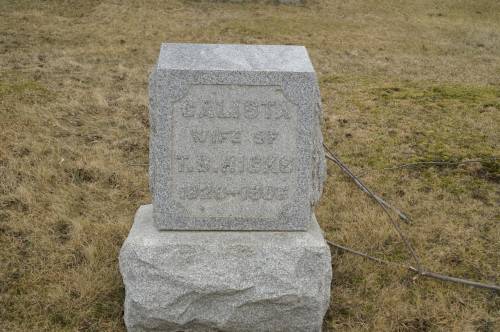 CALISTA
WIFE OF
T. B. HICKS